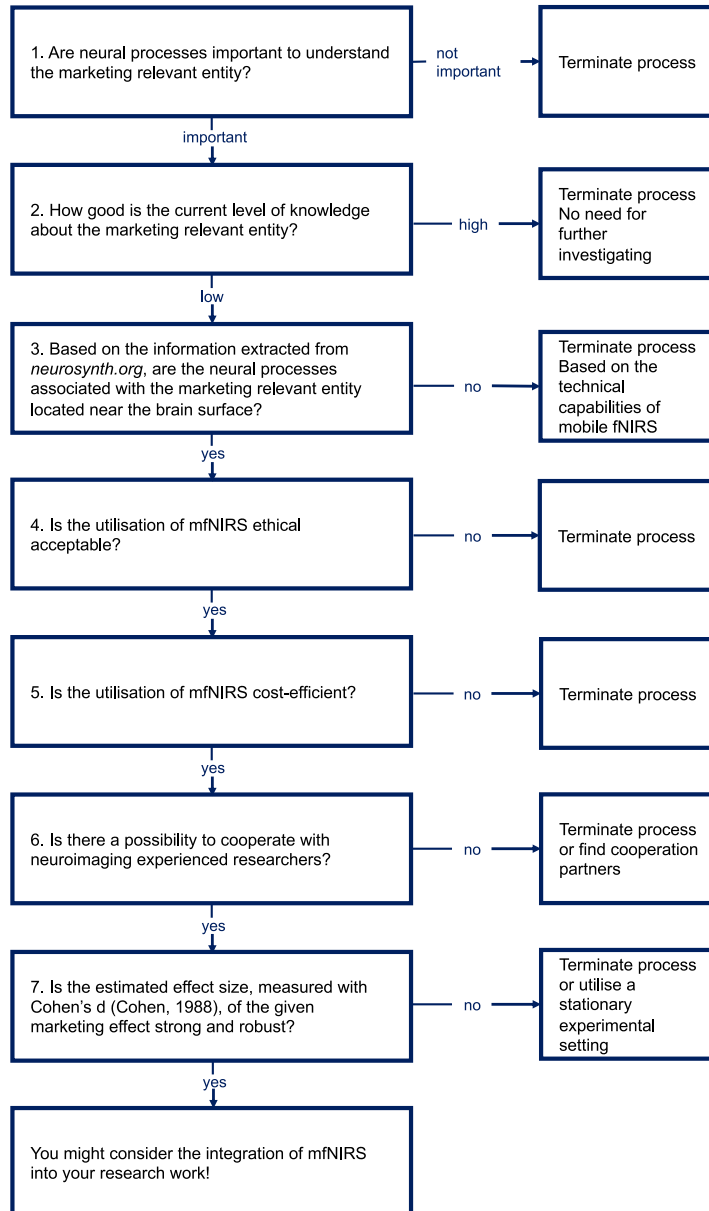 1. Are neural processes important to understand
the marketing relevant entity?
not
important
Terminate process
important
2. How good is the current level of knowledge
about the marketing relevant entity?
high
Terminate process
No need for
further
investigating
low
3. Based on the information extracted from
neurosynth.org, are the neural processes
associated with the marketing relevant entity
located near the brain surface?
no
Terminate process
Based on the
technical
capabilities of
mobile fNIRS
yes
4. Is the utilisation of mfNIRS ethical
acceptable?
no
Terminate process
yes
5. Is the utilisation of mfNIRS cost-efficient?
no
Terminate process
yes
6. Is there a possibility to cooperate with
neuroimaging experienced researchers?
no
Terminate process
or find cooperation
partners
yes
7. Is the estimated effect size, measured with
Cohen's d (Cohen, 1988), of the given
marketing effect strong and robust?
no
Terminate process
or utilise a
stationary
experimental
setting
yes
You might consider the integration of mfNIRS
into your research work!